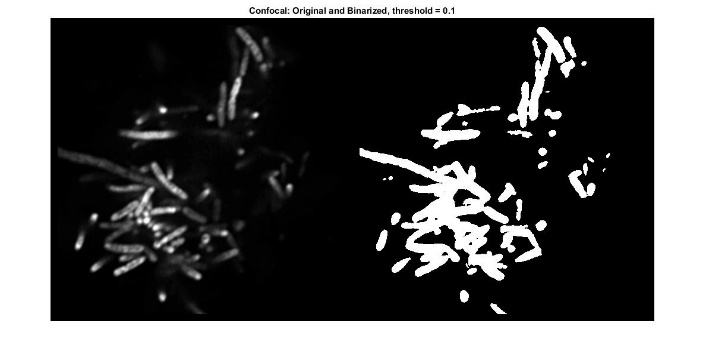 Confocal: Original and Binarized, threshold = 0.1